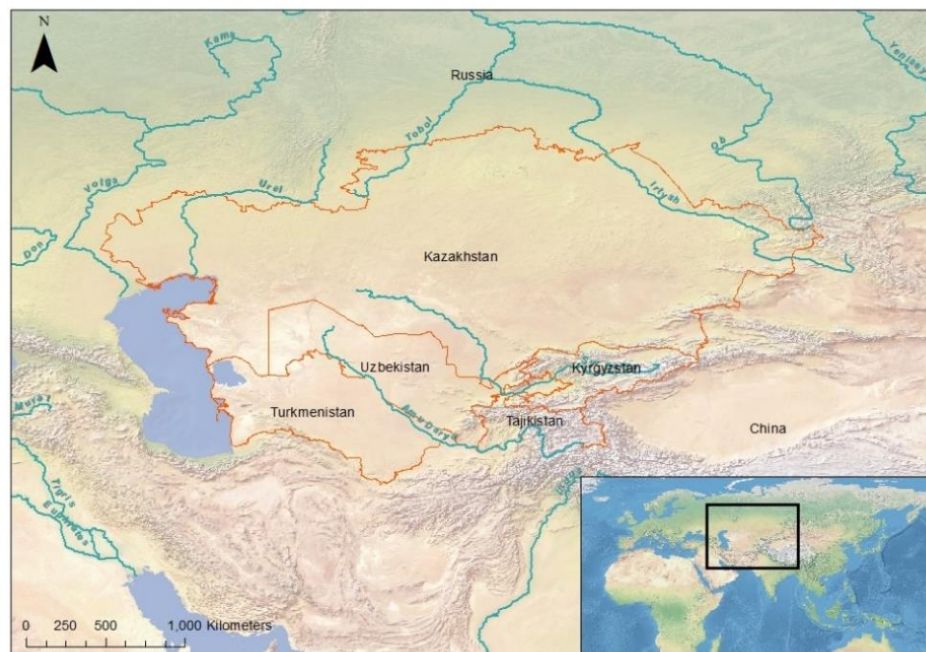 N
Kama
Yenisey
Russia
Tobol
Ob
Volga
Ural
Irtysh
Don
Kazakhstan
Uzbekistan
Kyrgyzstan
Murat
Turkmenistan
Amu Darya
Tajikistan
China
Tigris
Euphrates
0 250 500 1,000 Kilometers